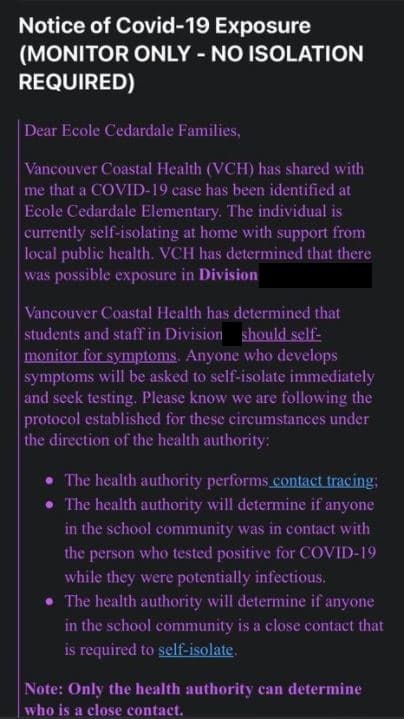 Notice of Covid-19 Exposure
(MONITOR ONLY - NO ISOLATION
REQUIRED)
Dear Ecole Cedardale Families,
Vancouver Coastal Health (VCH) has shared with
me that a COVID-19 case has been identified at
Ecole Cedardale Elementary. The individual is
currently self-isolating at home with support from
local public health. VCH has determined that there
was possible exposure in Division
Vancouver Coastal Health has determined that
students and staff in Division should self-
monitor for symptoms. Anyone who develops
symptoms will be asked to self-isolate immediately
and seek testing. Please know we are following the
protocol established for these circumstances under
the direction of the health authority:
• The health authority performs contact tracing;
• The health authority will determine if anyone
in the school community was in contact with
the person who tested positive for COVID-19
while they were potentially infectious.
• The health authority will determine if anyone
in the school community is a close contact that
is required to self-isolate.
Note: Only the health authority can determine
who is a close contact.